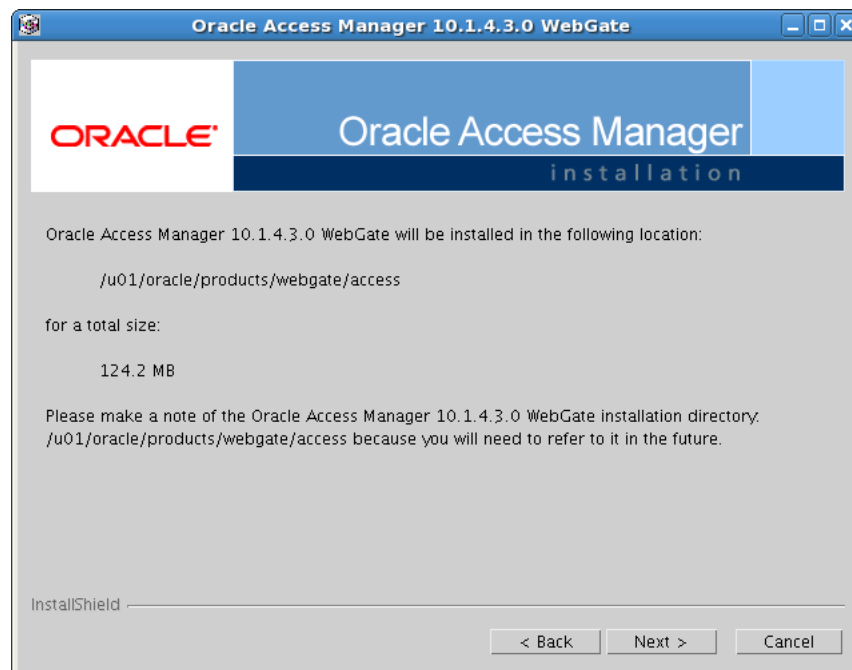 Oracle Access Manager 10.1.4.3.0 WebGate
ORACLE
Oracle Access Manager
installation
Oracle Access Manager 10.1.4.3.0 WebGate will be installed in the following location:
/u01/oracle/products/webgate/access
for a total size:
124.2 MB
Please make a note of the Oracle Access Manager 10.1.4.3.0 WebGate installation directory:
/u01/oracle/products/webgate/access because you will need to refer to it in the future.
InstallShield
< Back Next > Cancel